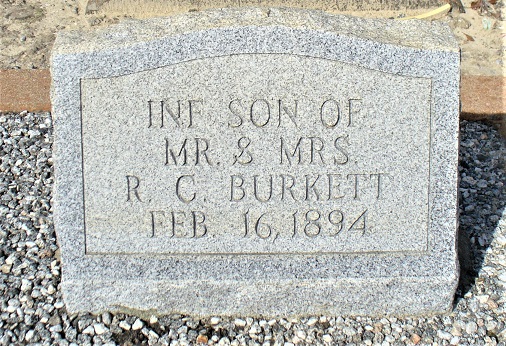 INF SON OF
MR. & MRS.
R. C. BURKETT
FEB. 16, 1894